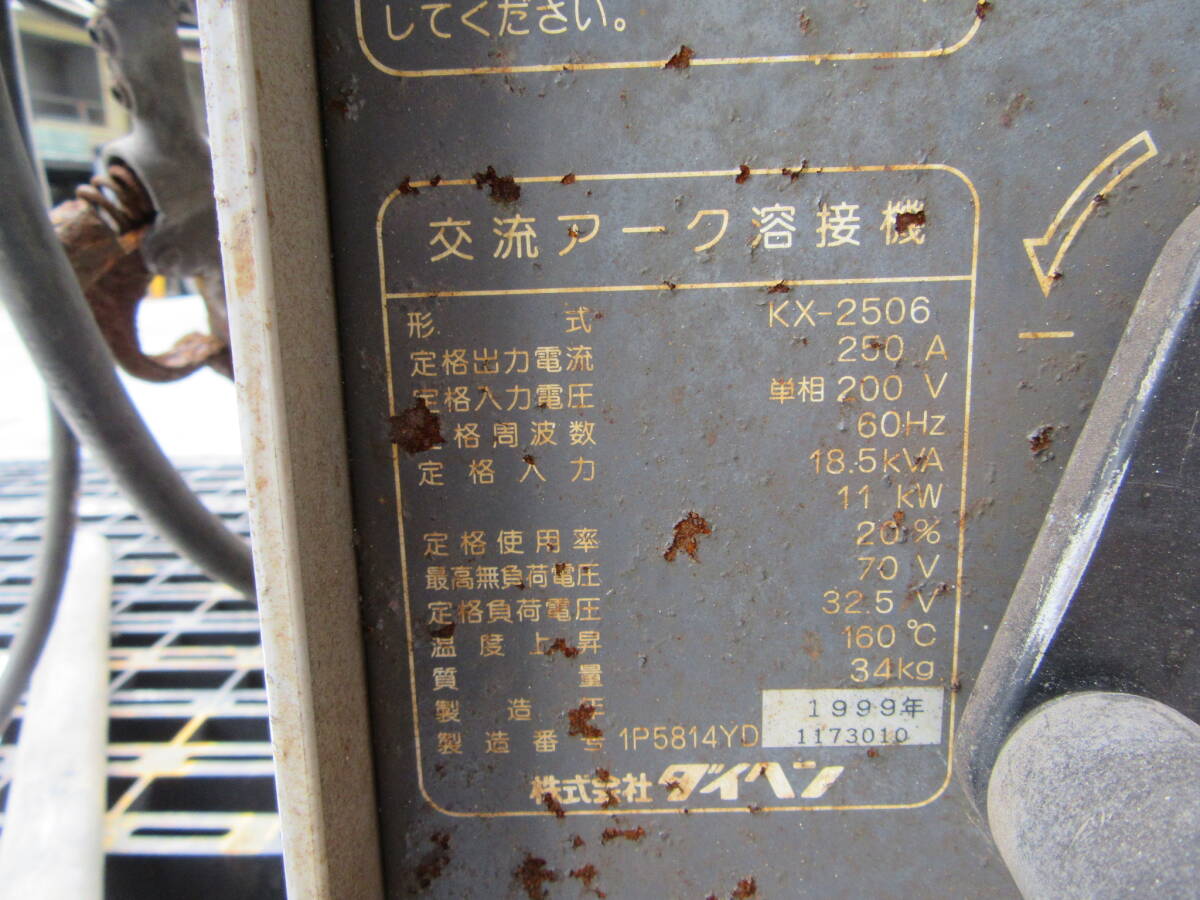 してください。
交流アーク溶接機
形式 KX-2506
定格出力電流 250 A
定格入力電圧 単相 200 V
格周波数 60Hz
定格入力 18.5kVA
11 kW
定格使用率 20 %
最高無負荷電圧 70 V
定格負荷電圧 32.5 V
温度上昇 160℃
質量 34kg
製造年 1999年
製造番号 1P5814YD 1173010
株式会社 ダイヘン